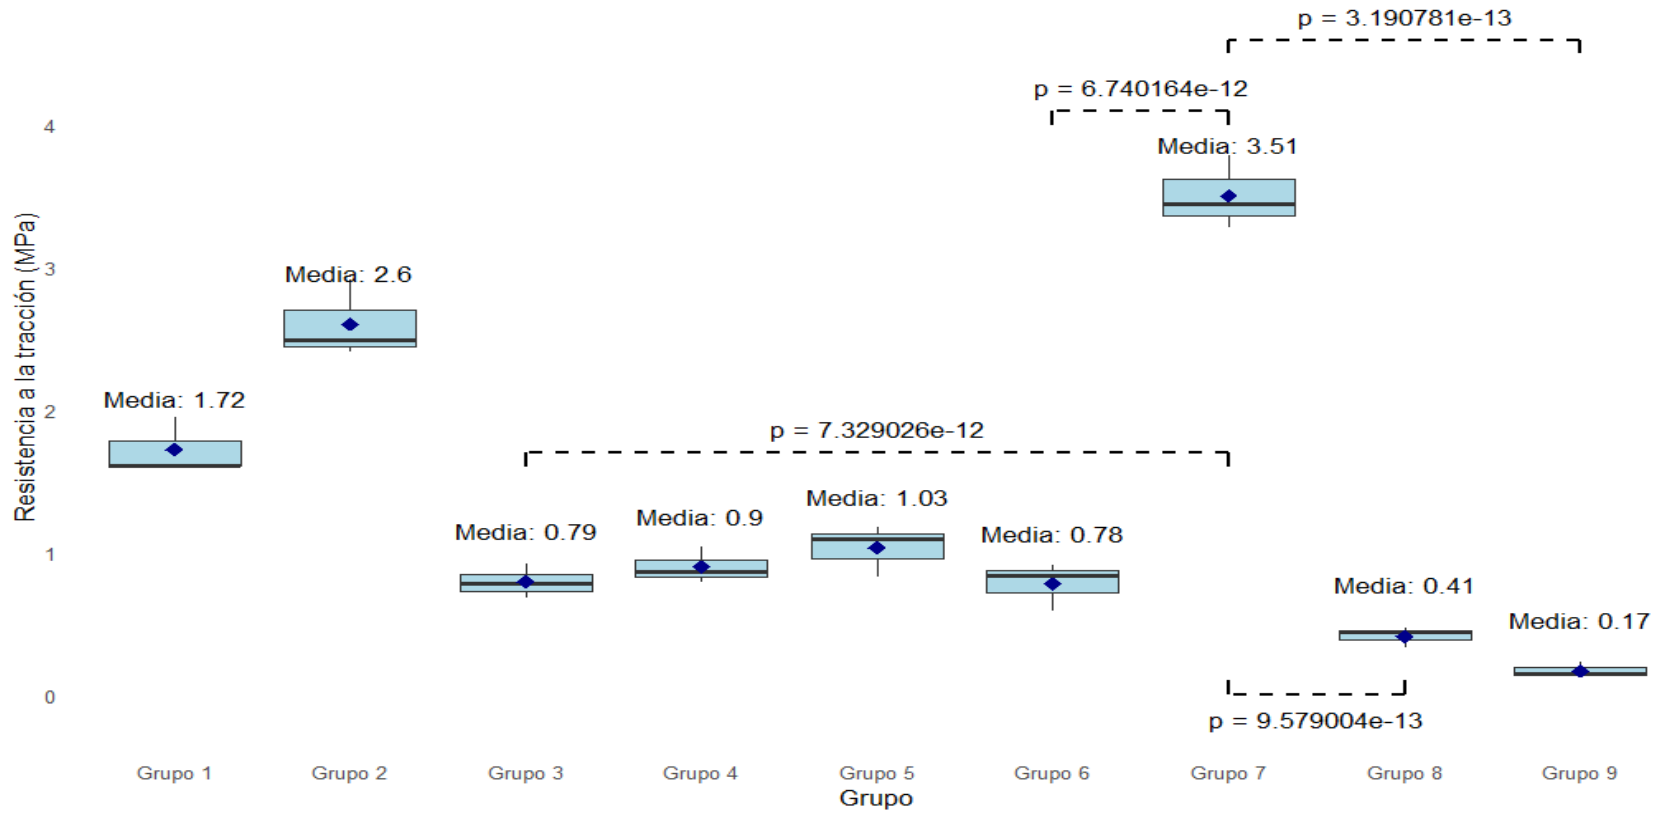 p = 3.190781e-13
p = 6.740164e-12
4
Media: 3.51
Resistencia a la tracción (MPa)
3
Media: 2.6
2
Media: 1.72
p = 7.329026e-12
Media: 1.03
Media: 0.9
Media: 0.79
Media: 0.78
1
Media: 0.41
Media: 0.17
0
p = 9.579004e-13
Grupo 1
Grupo 2
Grupo 3
Grupo 4
Grupo 5
Grupo 6
Grupo 7
Grupo 8
Grupo 9
Grupo